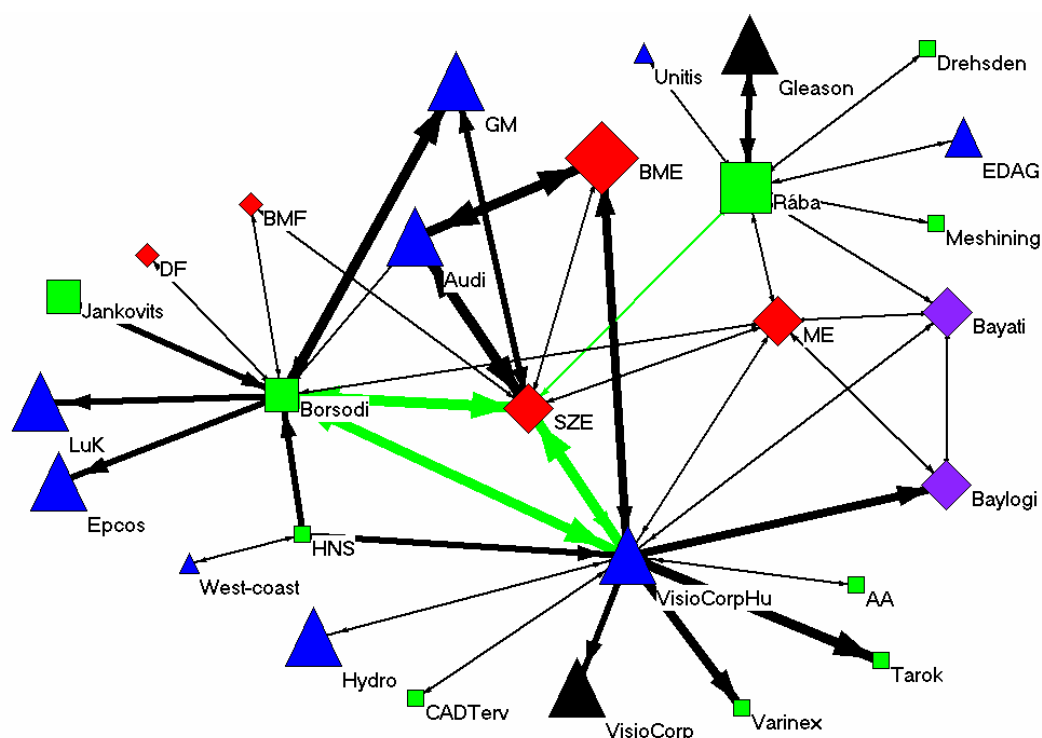 Drehsden
Unitis
Gleason
GM
EDAG
BME
Rába
BMF
Meshining
DF
Audi
Jankovits
ME
Bayati
Borsodi
SZE
LuK
Baylogi
Epcos
HNS
West-coast
VisioCorpHu
AA
Hydro
Tarok
CADTerv
Varinex
VisioCorp